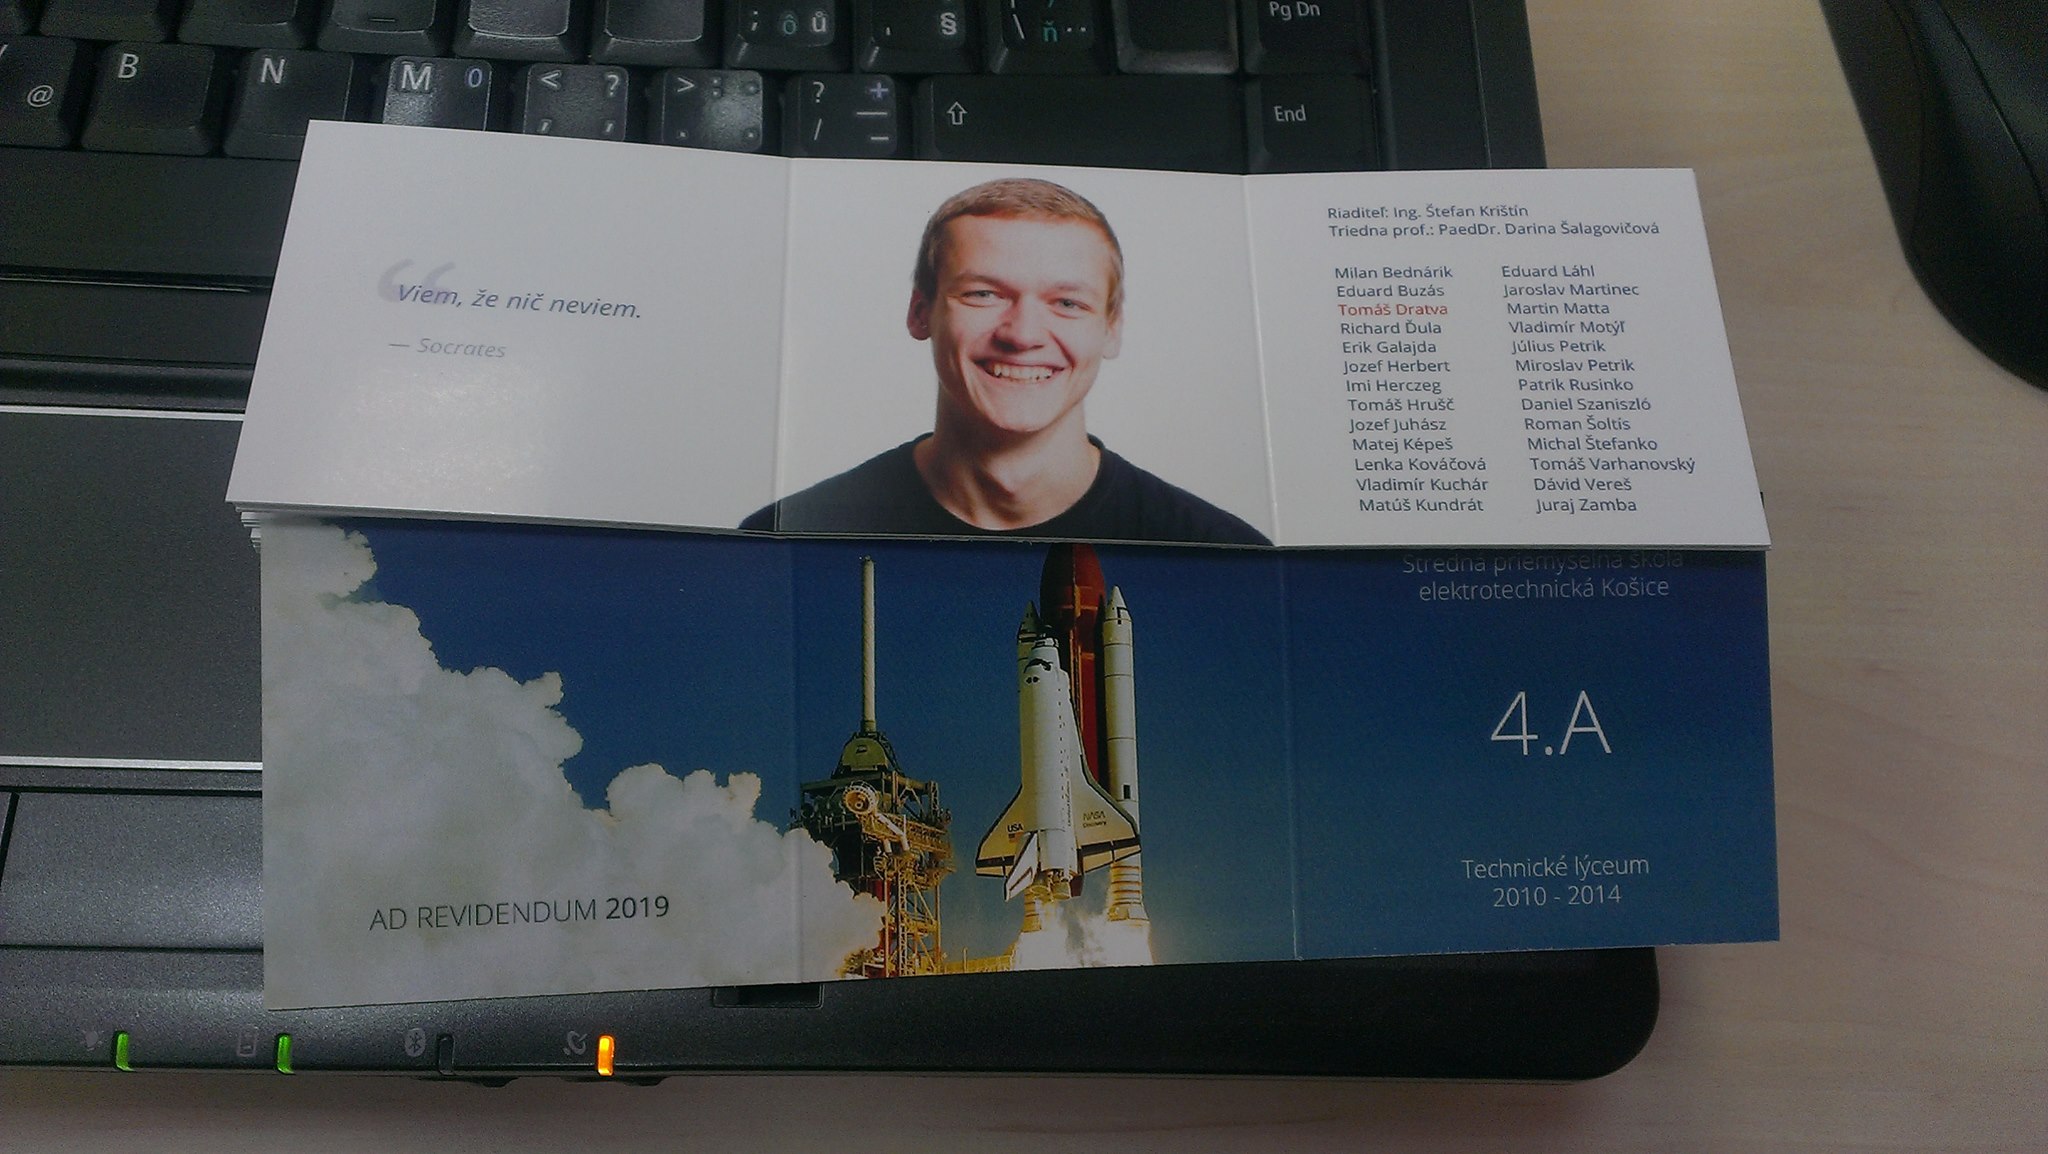 ; ô ů
, §
\ ň ¨
Pg Dn
@
B
N
M 0
< ?
> :
? +
/ –
End
“
Viem, že nič neviem.
— Socrates
Riaditeľ: Ing. Štefan Krištín
Triedna prof.: PaedDr. Darina Šalagovičová
Milan Bednárik
Eduard Buzás
Tomáš Dratva
Richard Ďula
Erik Galajda
Jozef Herbert
Imi Herczeg
Tomáš Hrušč
Jozef Juhász
Matej Képeš
Lenka Kováčová
Vladimír Kuchár
Matúš Kundrát
Eduard Láhl
Jaroslav Martinec
Martin Matta
Vladimír Motýľ
Július Petrik
Miroslav Petrik
Patrik Rusinko
Daniel Szaniszló
Roman Šoltís
Michal Štefanko
Tomáš Varhanovský
Dávid Vereš
Juraj Zamba
Stredná priemyselná škola
elektrotechnická Košice
4.A
Technické lýceum
2010 - 2014
USA
NASA
Discovery
AD REVIDENDUM 2019